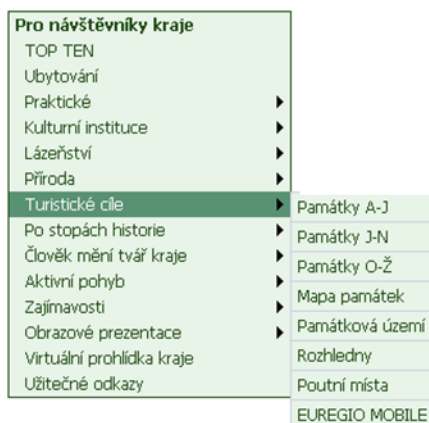 Pro návštěvníky kraje
TOP TEN
Ubytování
Praktické
Kulturní instituce
Lázeňství
Příroda
Turistické cíle
Po stopách historie
Člověk mění tvář kraje
Aktivní pohyb
Zajímavosti
Obrazové prezentace
Virtuální prohlídka kraje
Užitečné odkazy
Památky A-J
Památky J-N
Památky O-Ž
Mapa památek
Památková území
Rozhledny
Poutní místa
EUREGIO MOBILE